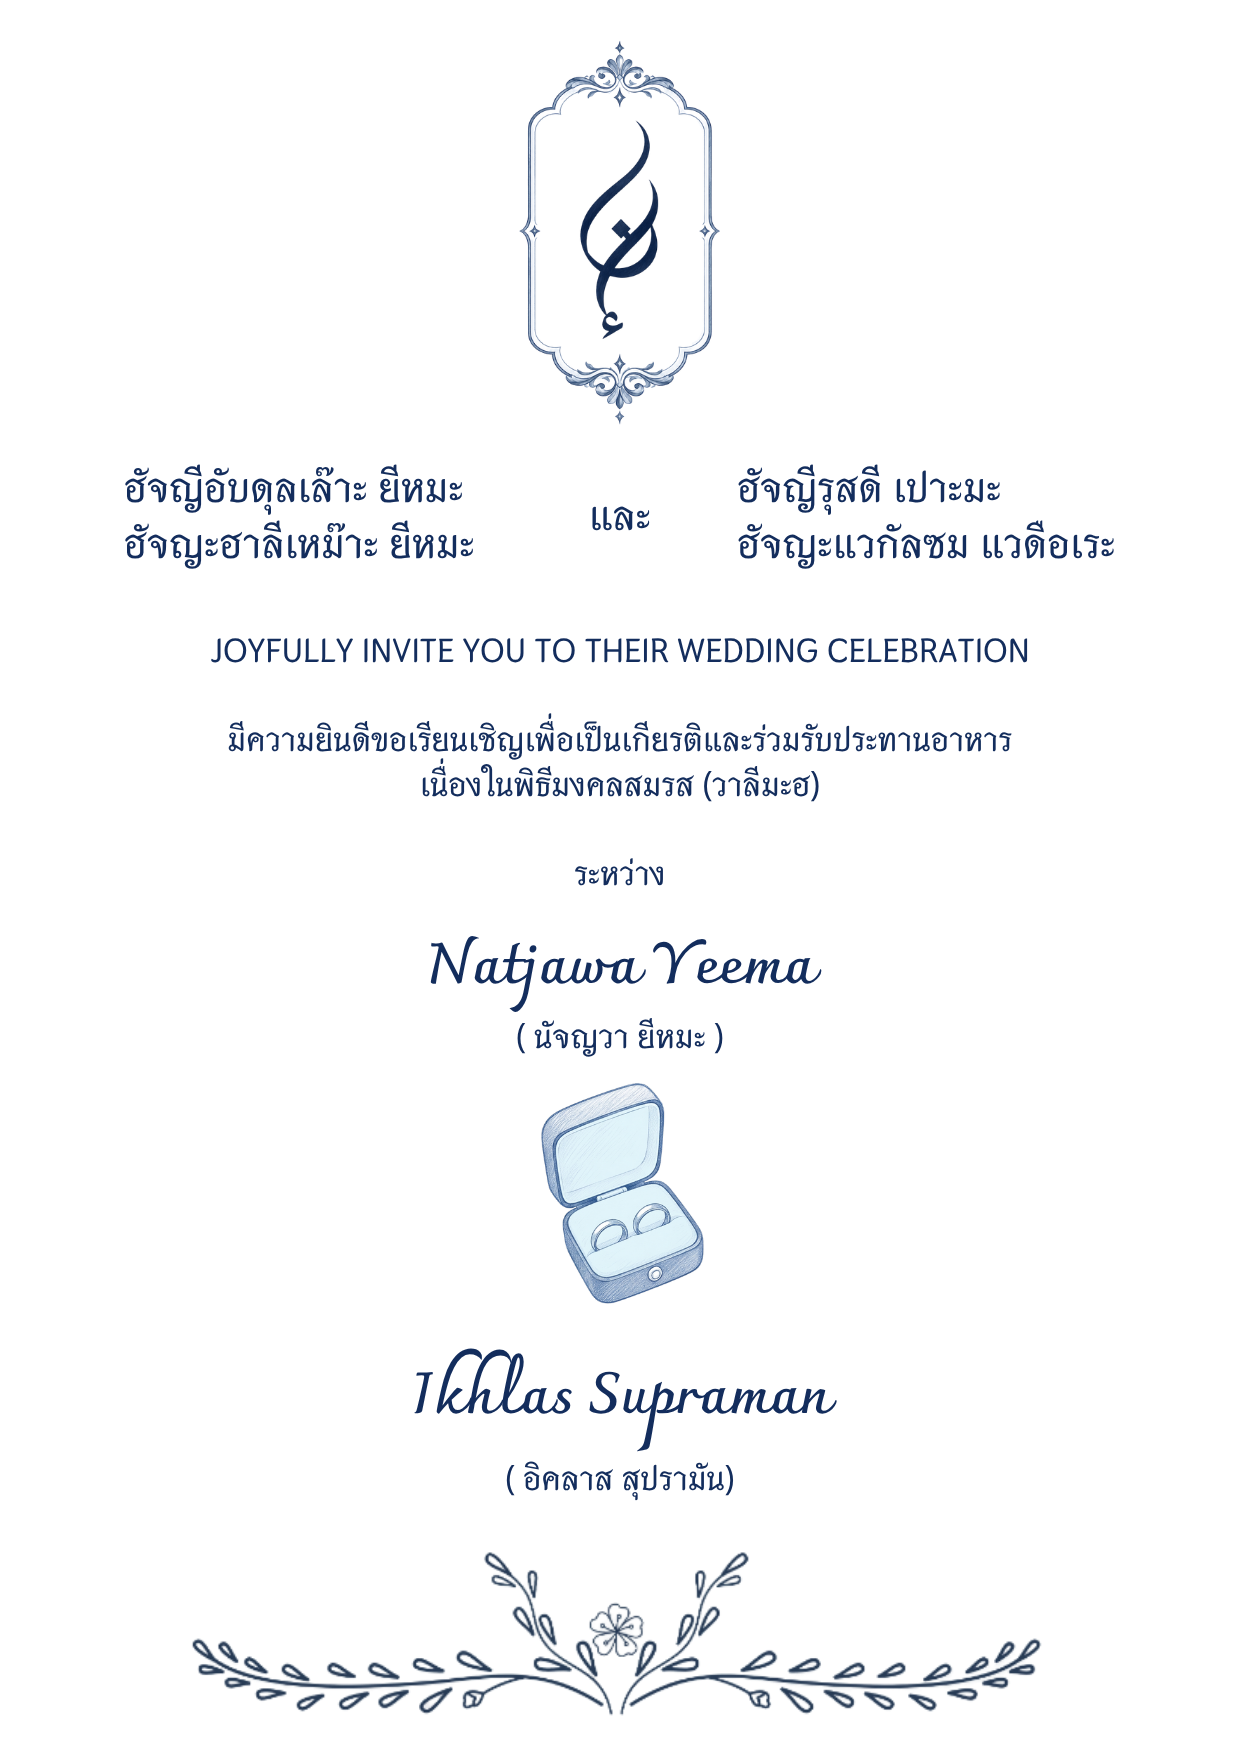 ฮัจญีอับดุลเล๊าะ ยีหมะ
ฮัจญะฮาลีเหม๊าะ ยีหมะ
และ
ฮัจญีรุสดี เปาะมะ
ฮัจญะแวกัลซม แวดือเระ
JOYFULLY INVITE YOU TO THEIR WEDDING CELEBRATION
มีความยินดีขอเรียนเชิญเพื่อเป็นเกียรติและร่วมรับประทานอาหาร
เนื่องในพิธีมงคลสมรส (วาลีมะฮ)
ระหว่าง
Natjawa Yeema
( นัจญวา ยีหมะ )
Ikhlas Supraman
( อิคลาส สุปรามัน)